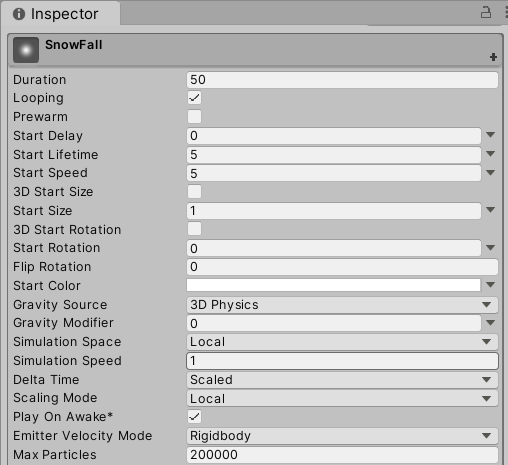 Inspector
SnowFall
Duration 50
Looping
Prewarm
Start Delay 0
Start Lifetime 5
Start Speed 5
3D Start Size
Start Size 1
3D Start Rotation
Start Rotation 0
Flip Rotation 0
Start Color
Gravity Source 3D Physics
Gravity Modifier 0
Simulation Space Local
Simulation Speed 1
Delta Time Scaled
Scaling Mode Local
Play On Awake*
Emitter Velocity Mode Rigidbody
Max Particles 200000